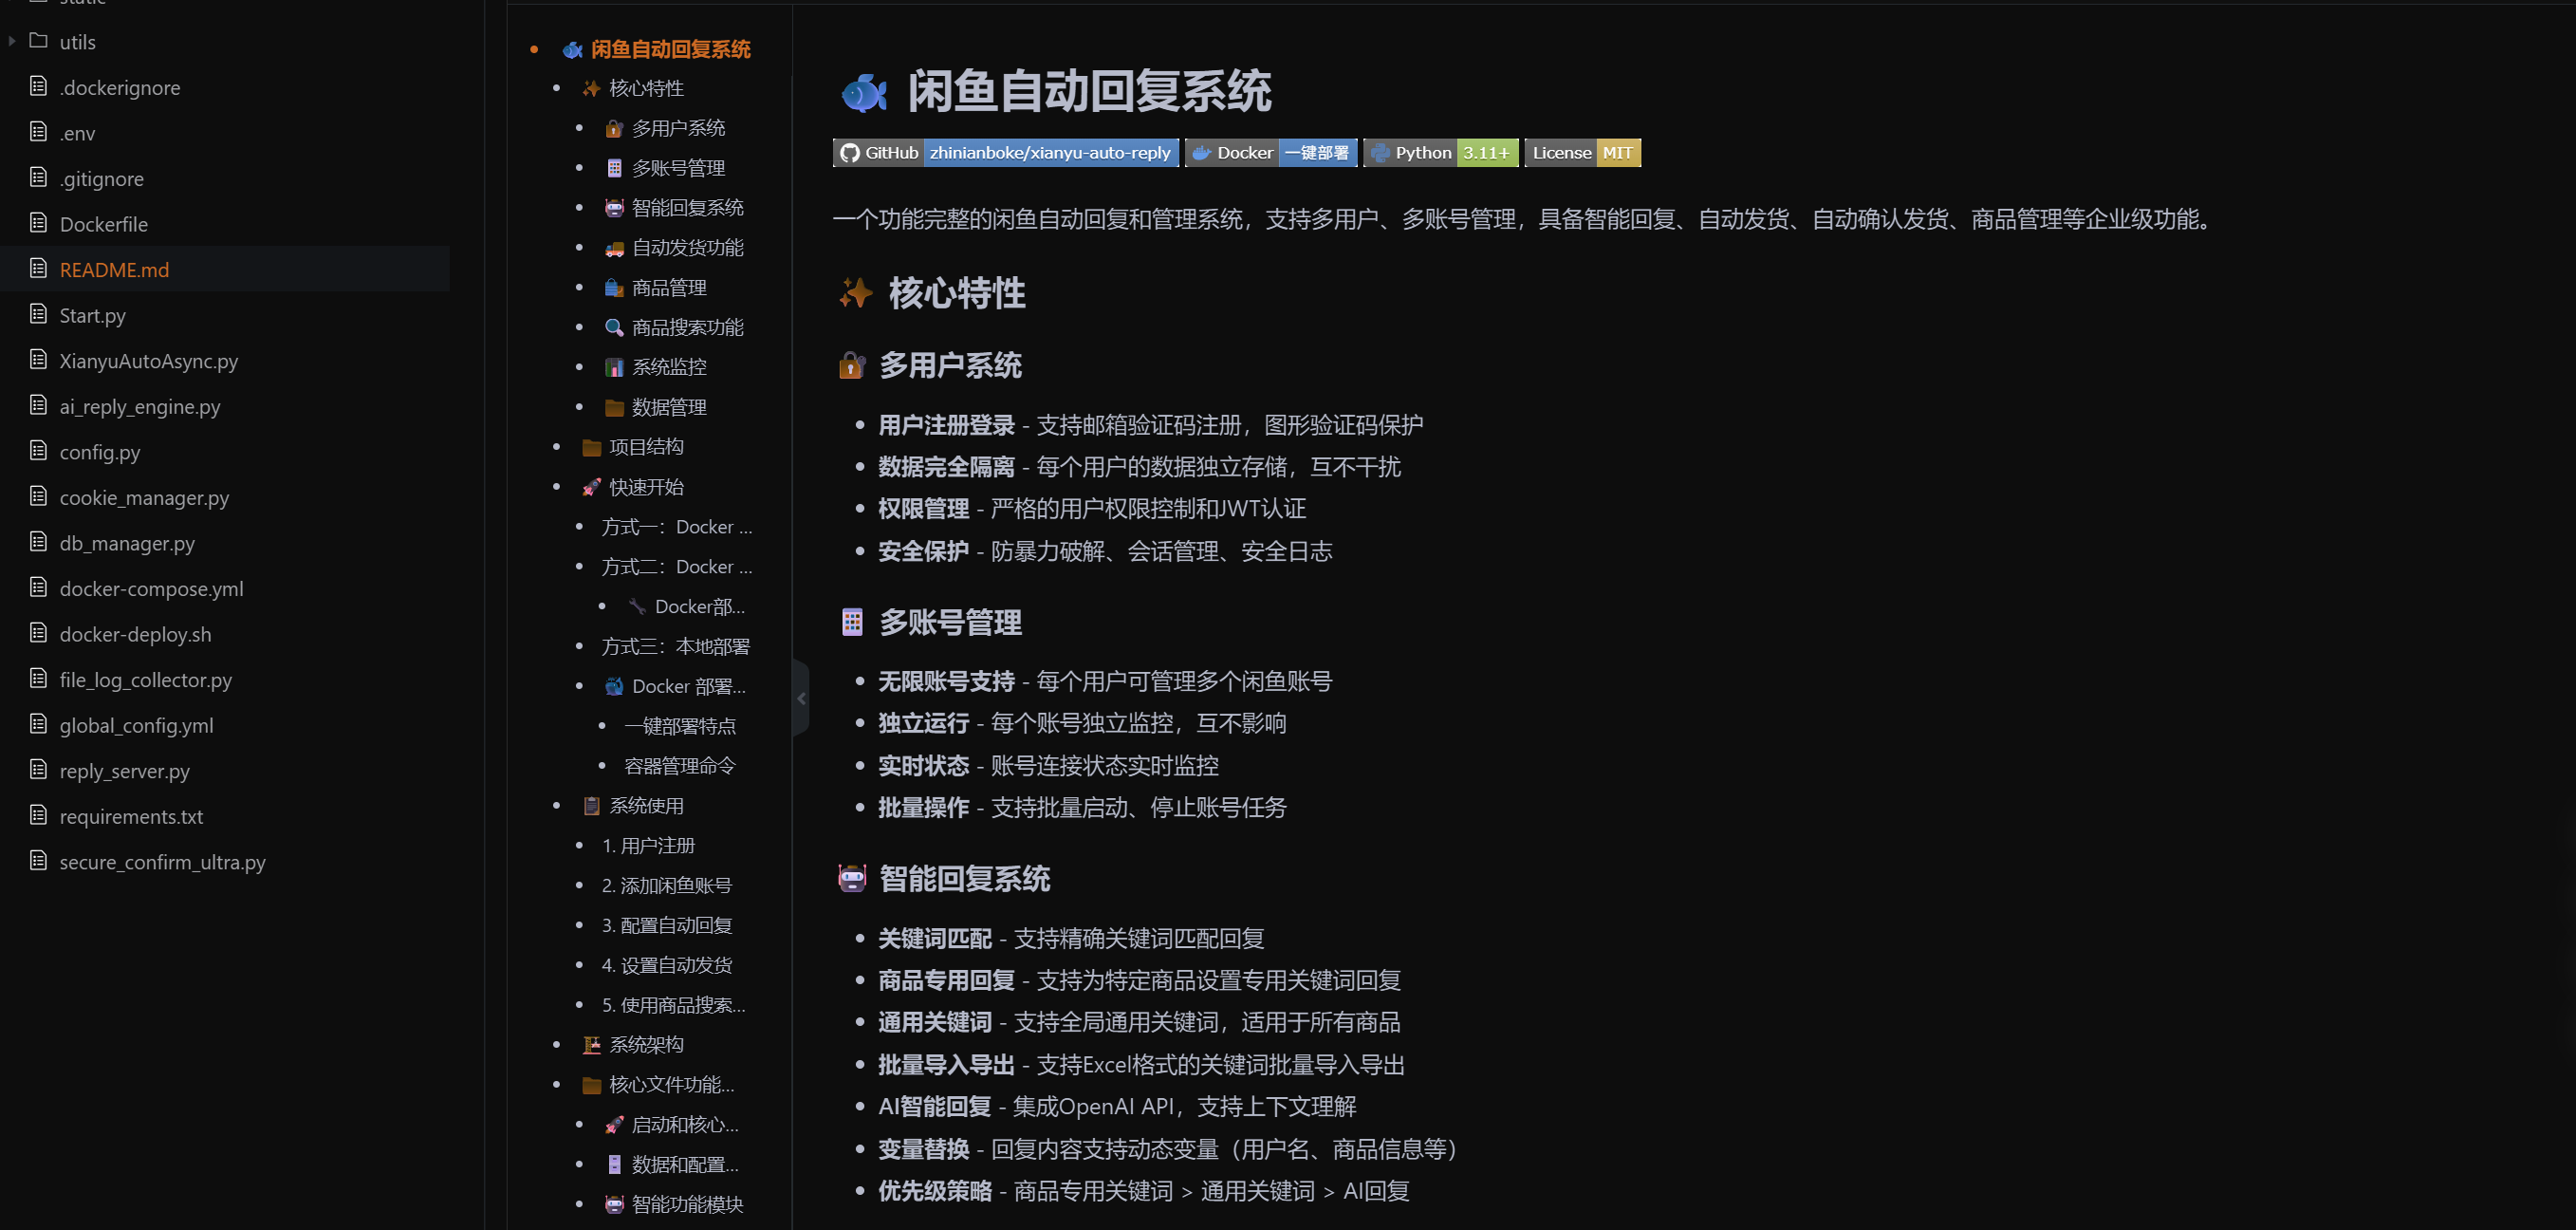 static
utils
.dockerignore
.env
.gitignore
Dockerfile
README.md
Start.py
XianyuAutoAsync.py
ai_reply_engine.py
config.py
cookie_manager.py
db_manager.py
docker-compose.yml
docker-deploy.sh
file_log_collector.py
global_config.yml
reply_server.py
requirements.txt
secure_confirm_ultra.py
闲鱼自动回复系统
核心特性
多用户系统
多账号管理
智能回复系统
自动发货功能
商品管理
商品搜索功能
系统监控
数据管理
项目结构
快速开始
方式一：Docker ...
方式二：Docker ...
Docker部...
方式三：本地部署
Docker 部署...
一键部署特点
容器管理命令
系统使用
1. 用户注册
2. 添加闲鱼账号
3. 配置自动回复
4. 设置自动发货
5. 使用商品搜索...
系统架构
核心文件功能...
启动和核心...
数据和配置...
智能功能模块
闲鱼自动回复系统
GitHub zhinianboke/xianyu-auto-reply Docker 一键部署 Python 3.11+ License MIT
一个功能完整的闲鱼自动回复和管理系统，支持多用户、多账号管理，具备智能回复、自动发货、自动确认发货、商品管理等企业级功能。
核心特性
多用户系统
用户注册登录 - 支持邮箱验证码注册，图形验证码保护
数据完全隔离 - 每个用户的数据独立存储，互不干扰
权限管理 - 严格的用户权限控制和JWT认证
安全保护 - 防暴力破解、会话管理、安全日志
多账号管理
无限账号支持 - 每个用户可管理多个闲鱼账号
独立运行 - 每个账号独立监控，互不影响
实时状态 - 账号连接状态实时监控
批量操作 - 支持批量启动、停止账号任务
智能回复系统
关键词匹配 - 支持精确关键词匹配回复
商品专用回复 - 支持为特定商品设置专用关键词回复
通用关键词 - 支持全局通用关键词，适用于所有商品
批量导入导出 - 支持Excel格式的关键词批量导入导出
AI智能回复 - 集成OpenAI API，支持上下文理解
变量替换 - 回复内容支持动态变量（用户名、商品信息等）
优先级策略 - 商品专用关键词 > 通用关键词 > AI回复